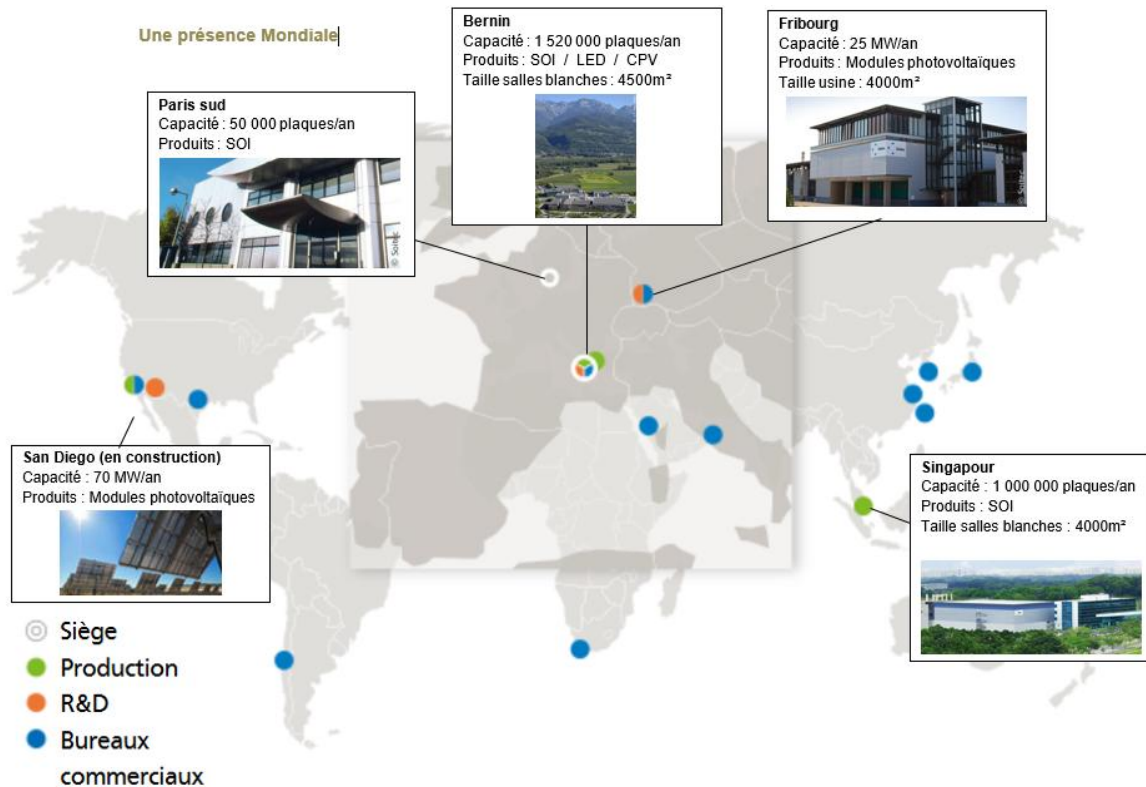 Une présence Mondiale
Bernin
Capacité : 1 520 000 plaques/an
Produits : SOI / LED / CPV
Taille salles blanches : 4500m²
Fribourg
Capacité : 25 MW/an
Produits : Modules photovoltaïques
Taille usine : 4000m²
© Soitec
Paris sud
Capacité : 50 000 plaques/an
Produits : SOI
© Soitec
San Diego (en construction)
Capacité : 70 MW/an
Produits : Modules photovoltaïques
Singapour
Capacité : 1 000 000 plaques/an
Produits : SOI
Taille salles blanches : 4000m²
Siège
Production
R&D
Bureaux
commerciaux